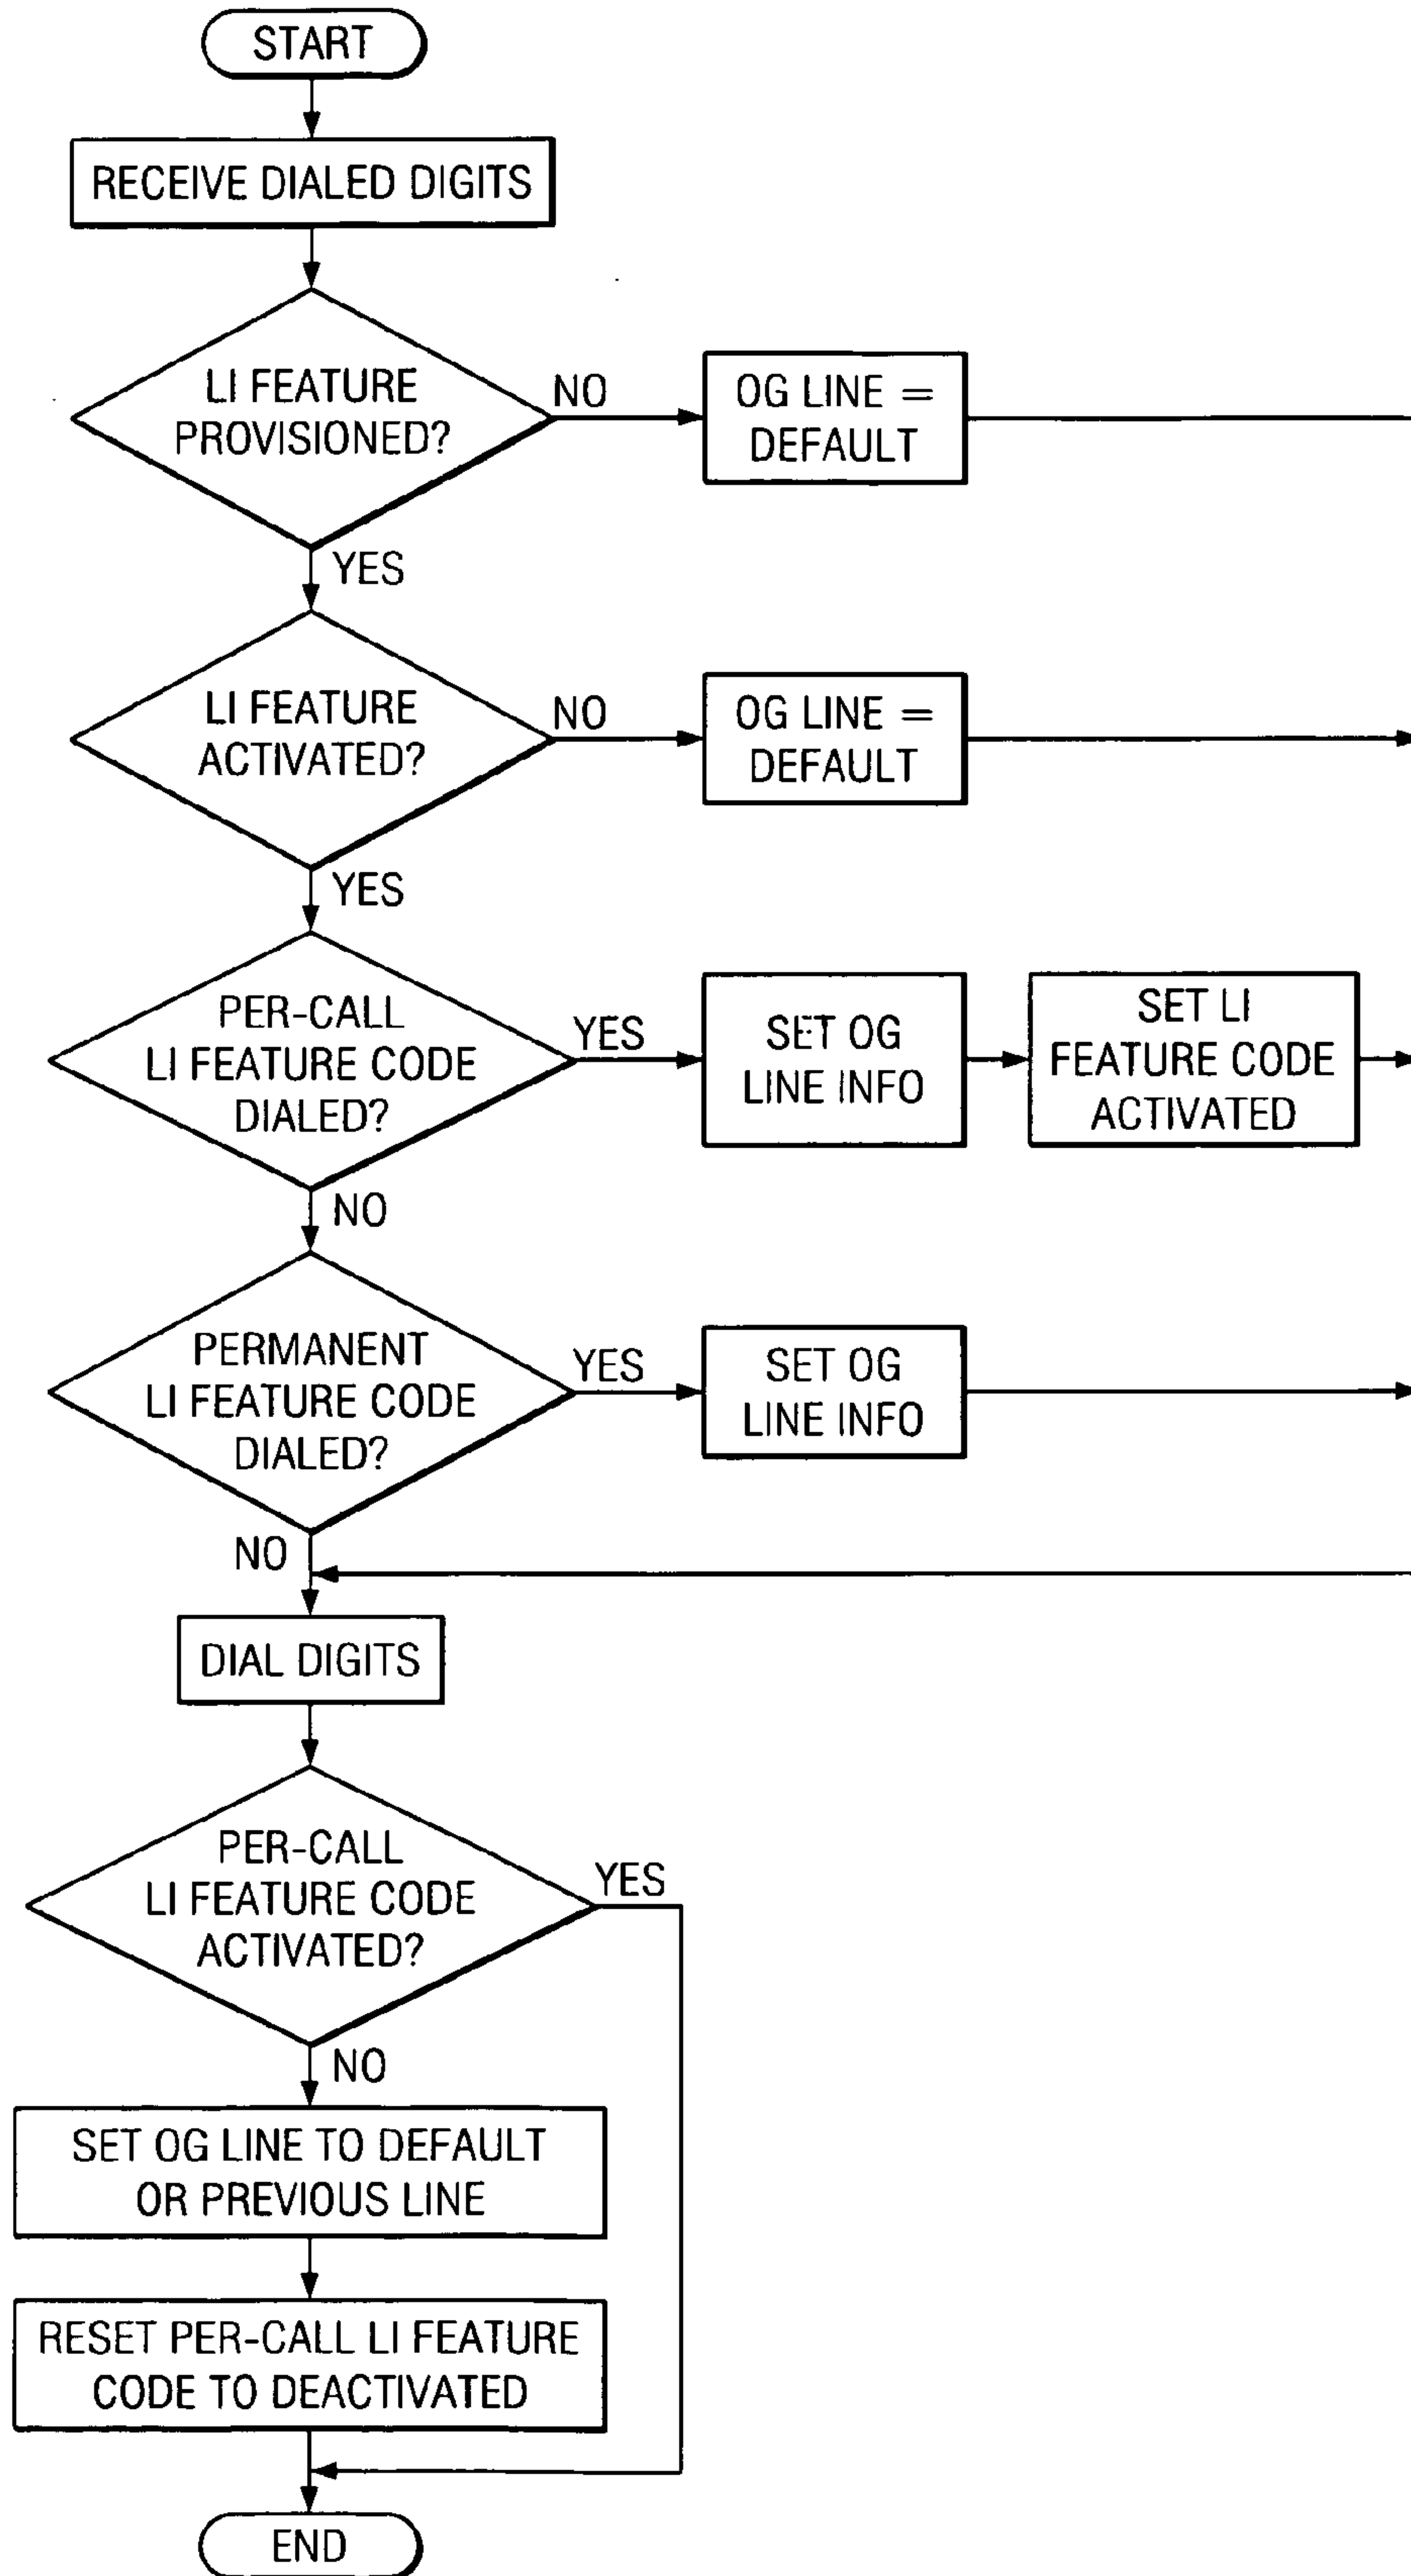 START
RECEIVE DIALED DIGITS
LI FEATURE
PROVISIONED?
NO
OG LINE =
DEFAULT
YES
LI FEATURE
ACTIVATED?
NO
OG LINE =
DEFAULT
YES
PER-CALL
LI FEATURE CODE
DIALED?
YES
SET OG
LINE INFO
SET LI
FEATURE CODE
ACTIVATED
NO
PERMANENT
LI FEATURE CODE
DIALED?
YES
SET OG
LINE INFO
NO
DIAL DIGITS
PER-CALL
LI FEATURE CODE
ACTIVATED?
YES
NO
SET OG LINE TO DEFAULT
OR PREVIOUS LINE
RESET PER-CALL LI FEATURE
CODE TO DEACTIVATED
END